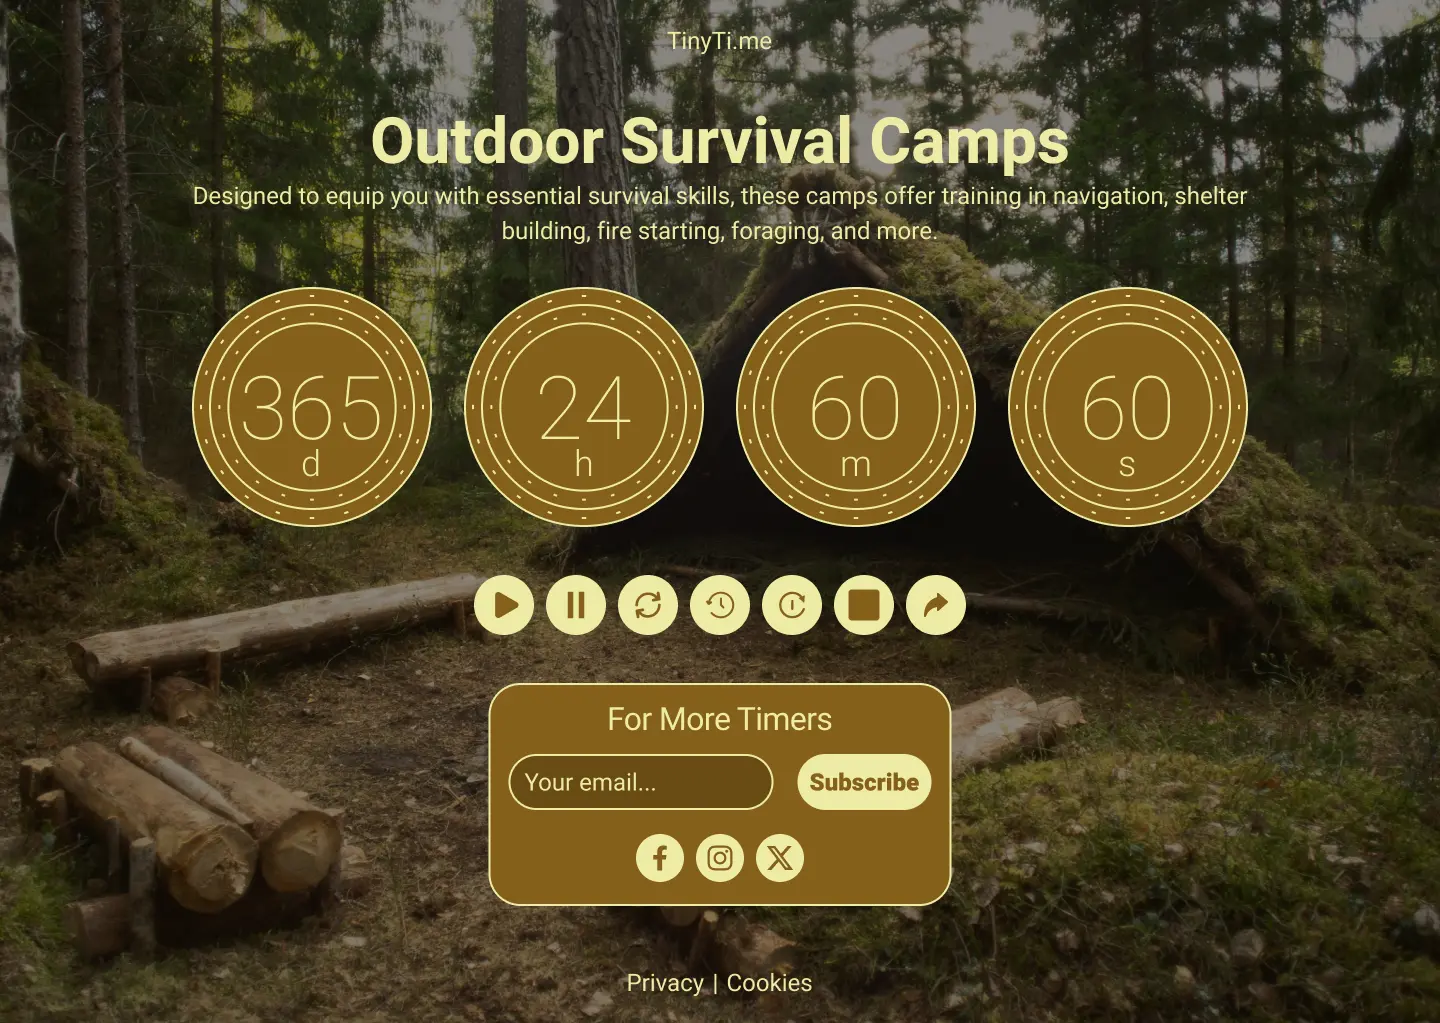 TinyTi.me
Outdoor Survival Camps
Designed to equip you with essential survival skills, these camps offer training in navigation, shelter
building, fire starting, foraging, and more.
365
d
24
h
60
m
60
s
For More Timers
Your email...
Subscribe
Privacy | Cookies